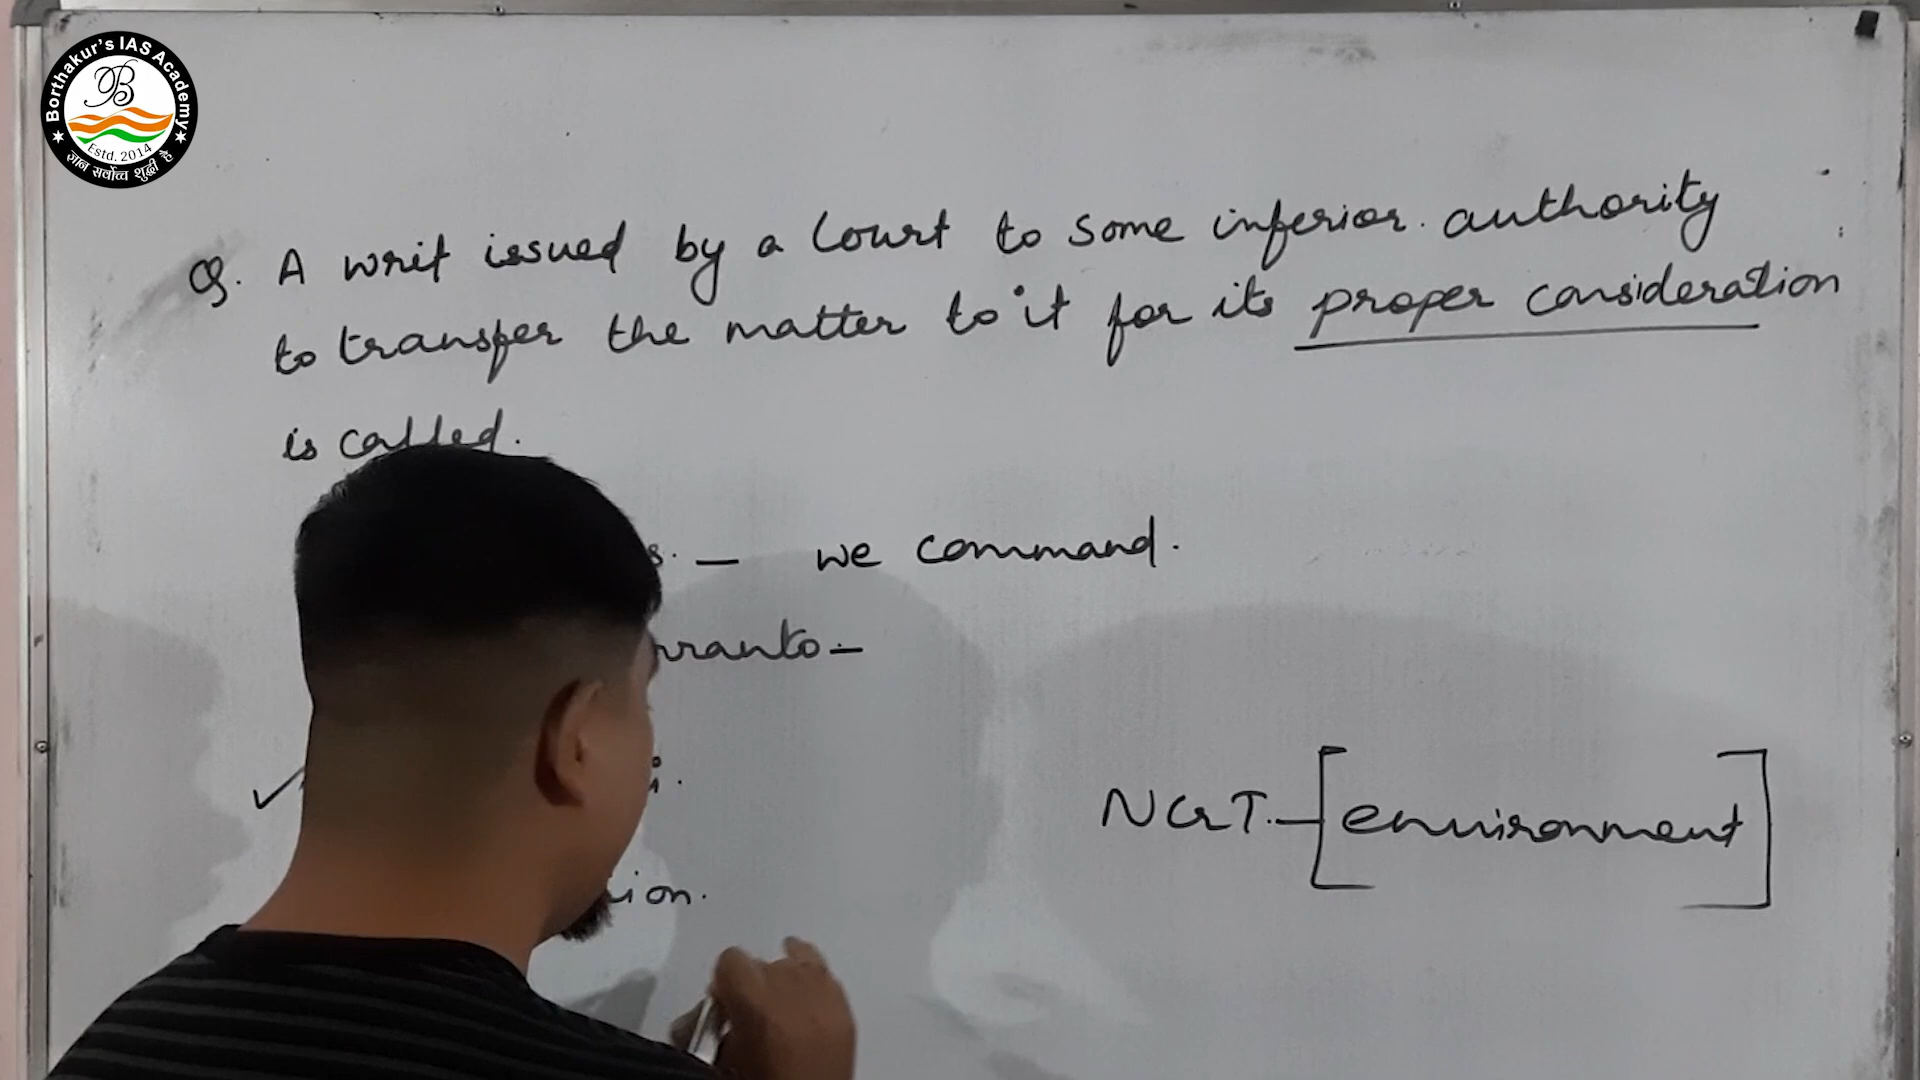 Borthakur's IAS Academy
B
Estd. 2014
ज्ञान सर्वोच्च शुद्धी है
Q. A writ issued by a Court to some inferior authority
to transfer the matter to it for its proper consideration
is called.
s. — we command.
rranto —
✓ i.
NGT. — [environment]
ion.